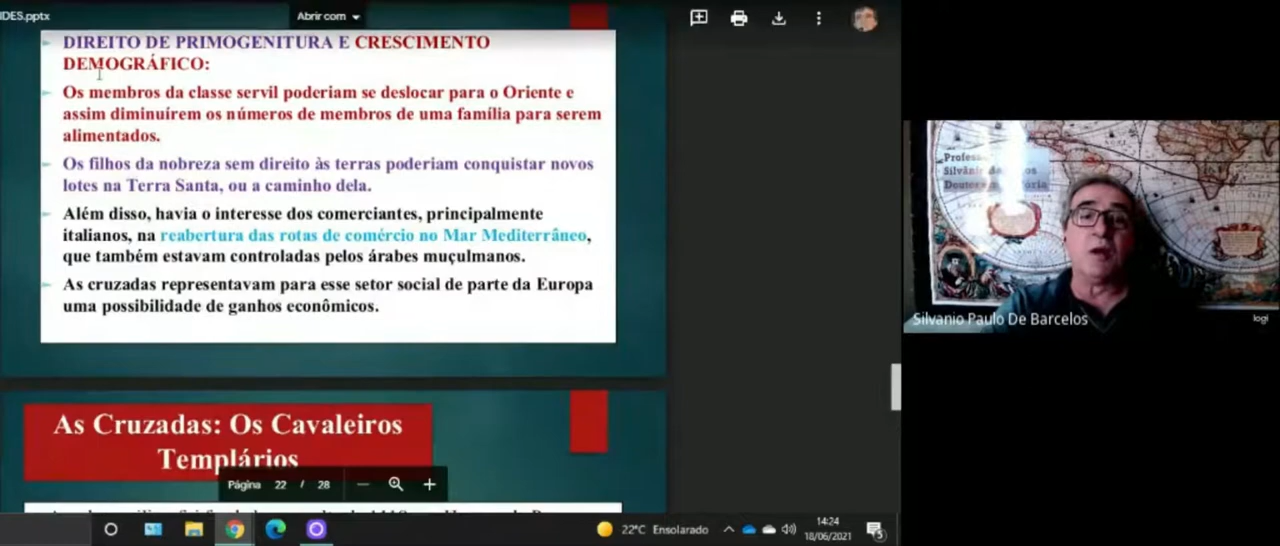 IDES.pptx
Abrir com
DIREITO DE PRIMOGENITURA E CRESCIMENTO
DEMOGRÁFICO:
Os membros da classe servil poderiam se deslocar para o Oriente e
assim diminuírem os números de membros de uma família para serem
alimentados.
Os filhos da nobreza sem direito às terras poderiam conquistar novos
lotes na Terra Santa, ou a caminho dela.
Além disso, havia o interesse dos comerciantes, principalmente
italianos, na reabertura das rotas de comércio no Mar Mediterrâneo,
que também estavam controladas pelos árabes muçulmanos.
As cruzadas representavam para esse setor social de parte da Europa
uma possibilidade de ganhos econômicos.
As Cruzadas: Os Cavaleiros
Templários
Página 22 / 28
Silvanio Paulo De Barcelos
logi
22°C Ensolarado
14:24
18/06/2021
5